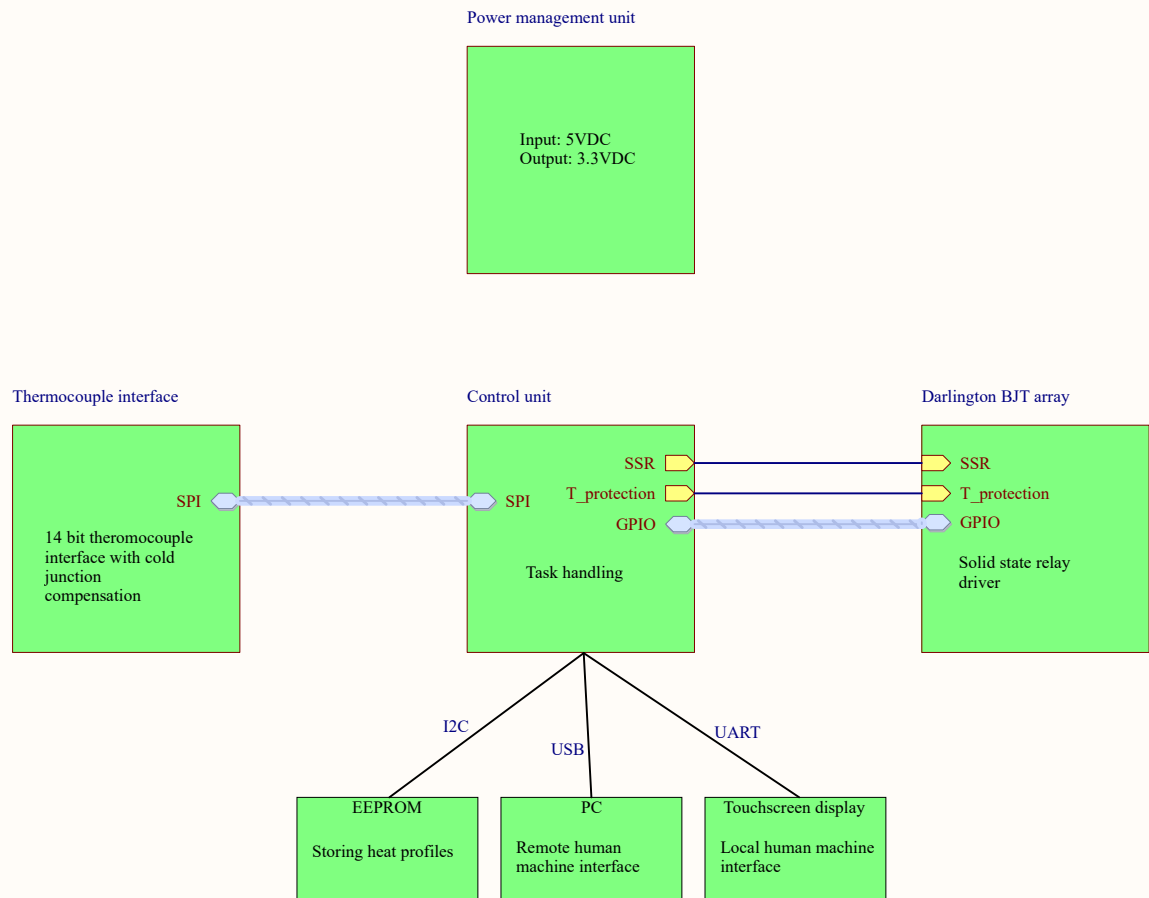 Power management unit
Input: 5VDC
Output: 3.3VDC
Thermocouple interface
SPI
14 bit theromocouple
interface with cold
junction
compensation
Control unit
SPI
SSR
T_protection
GPIO
Task handling
Darlington BJT array
SSR
T_protection
GPIO
Solid state relay
driver
I2C
USB
UART
EEPROM
Storing heat profiles
PC
Remote human
machine interface
Touchscreen display
Local human machine
interface